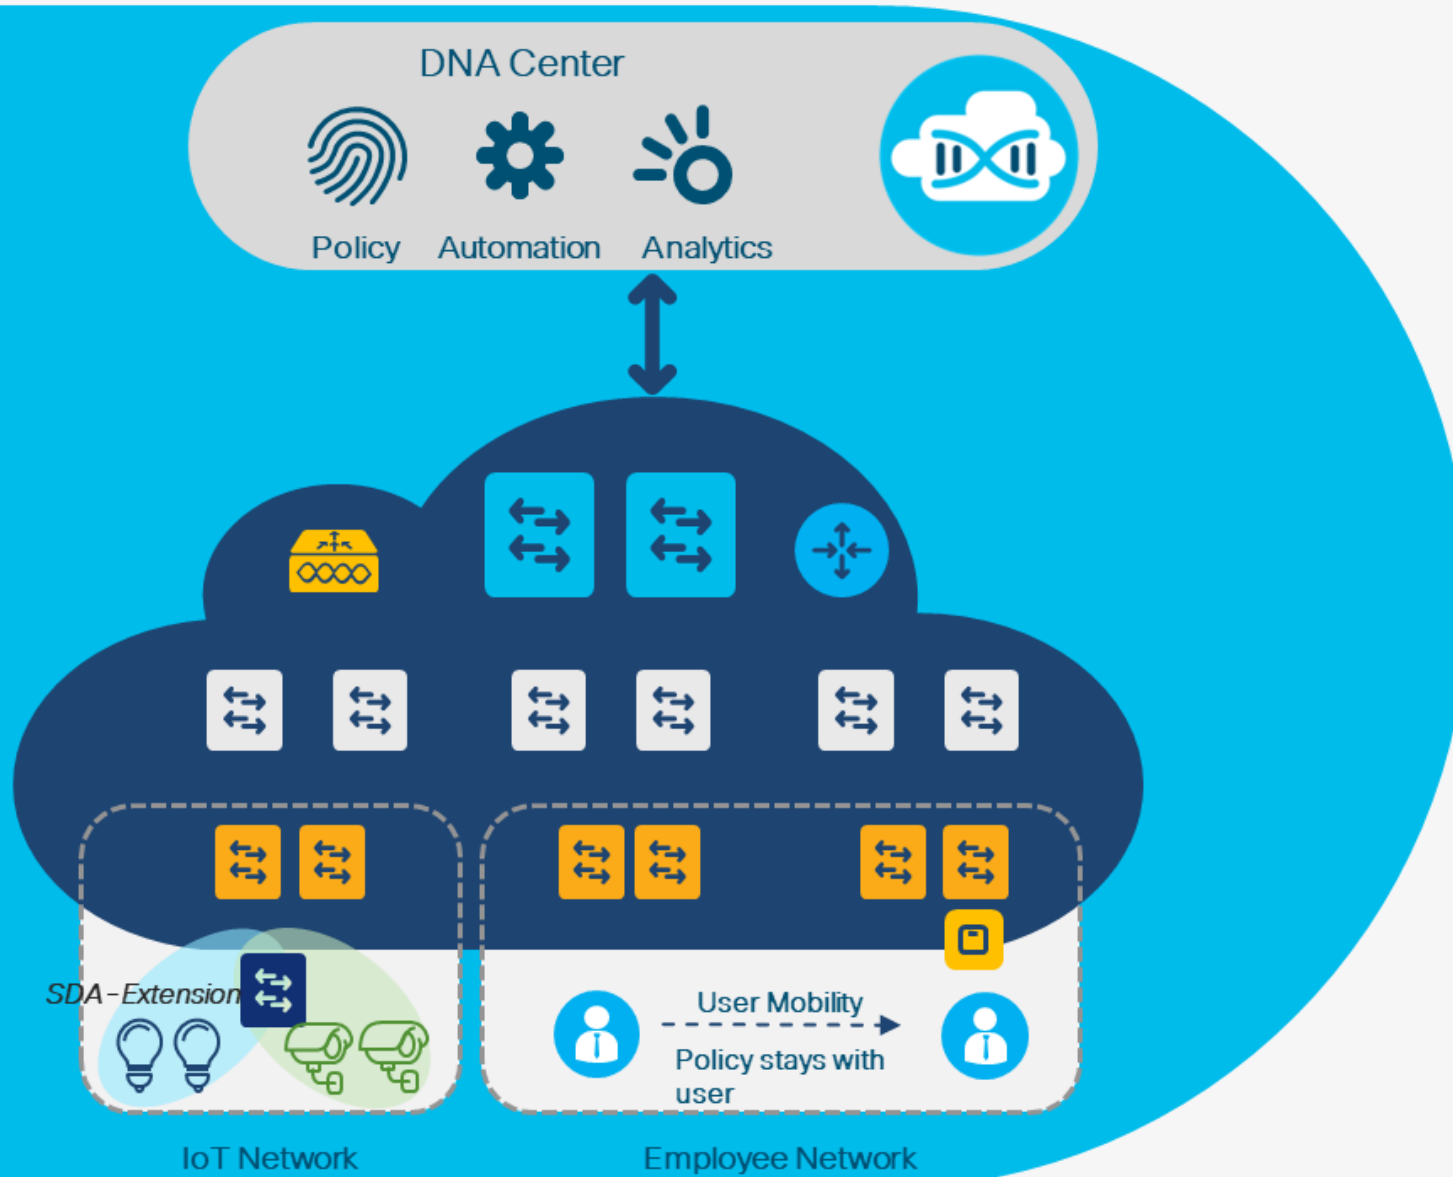 DNA Center
Policy
Automation
Analytics
SDA-Extension
User Mobility
Policy stays with
user
IoT Network
Employee Network